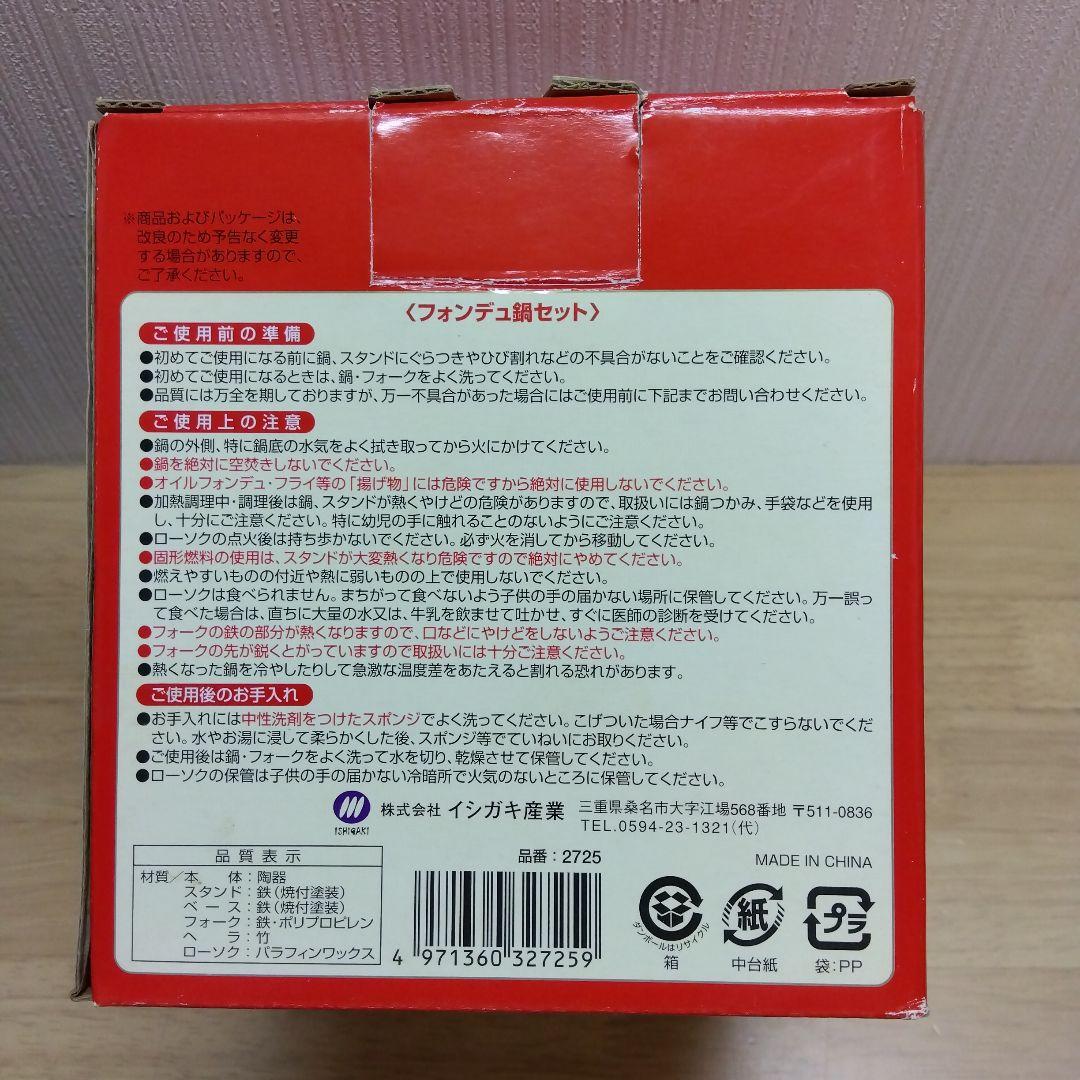 ※商品およびパッケージは、
改良のため予告なく変更
する場合がありますので、
ご了承ください。
〈フォンデュ鍋セット〉
ご使用前の準備
●初めてご使用になる前に鍋、スタンドにぐらつきやひび割れなどの不具合がないことをご確認ください。
●初めてご使用になるときは、鍋・フォークをよく洗ってください。
●品質には万全を期しておりますが、万一不具合があった場合にはご使用前に下記までお問い合わせください。
ご使用上の注意
●鍋の外側、特に鍋底の水気をよく拭き取ってから火にかけてください。
●鍋を絶対に空焚きしないでください。
●オイルフォンデュ・フライ等の「揚げ物」には危険ですから絶対に使用しないでください。
●加熱調理中・調理後は鍋、スタンドが熱くやけどの危険がありますので、取扱いには鍋つかみ、手袋などを使用
し、十分にご注意ください。特に幼児の手に触れることのないようにご注意ください。
●ローソクの点火後は持ち歩かないでください。必ず火を消してから移動してください。
●固形燃料の使用は、スタンドが大変熱くなり危険ですので絶対にやめてください。
●燃えやすいものの付近や熱に弱いものの上で使用しないでください。
●ローソクは食べられません。まちがって食べないよう子供の手の届かない場所に保管してください。万一誤っ
て食べた場合は、直ちに大量の水又は、牛乳を飲ませて吐かせ、すぐに医師の診断を受けてください。
●フォークの鉄の部分が熱くなりますので、口などにやけどをしないようご注意ください。
●フォークの先が鋭くとがっていますので取扱いには十分ご注意ください。
●熱くなった鍋を冷やしたりして急激な温度差をあたえると割れる恐れがあります。
ご使用後のお手入れ
●お手入れには中性洗剤をつけたスポンジでよく洗ってください。こげついた場合ナイフ等でこすらないでくだ
さい。水やお湯に浸して柔らかくした後、スポンジ等でていねいにお取りください。
●ご使用後は鍋・フォークをよく洗って水を切り、乾燥させて保管してください。
●ローソクの保管は子供の手の届かない冷暗所で火気のないところに保管してください。
ISHIGAKI
株式会社 イシガキ産業 三重県桑名市大字江場568番地 〒511-0836
TEL.0594-23-1321(代)
品質表示
材質/本体:陶器
スタンド:鉄(焼付塗装)
ベース:鉄(焼付塗装)
フォーク:鉄・ポリプロピレン
ヘラ:竹
ローソク:パラフィンワックス
品番:2725
4 971360 327259
MADE IN CHINA
ダンボールはリサイクル
箱
紙
中台紙
プラ
袋:PP